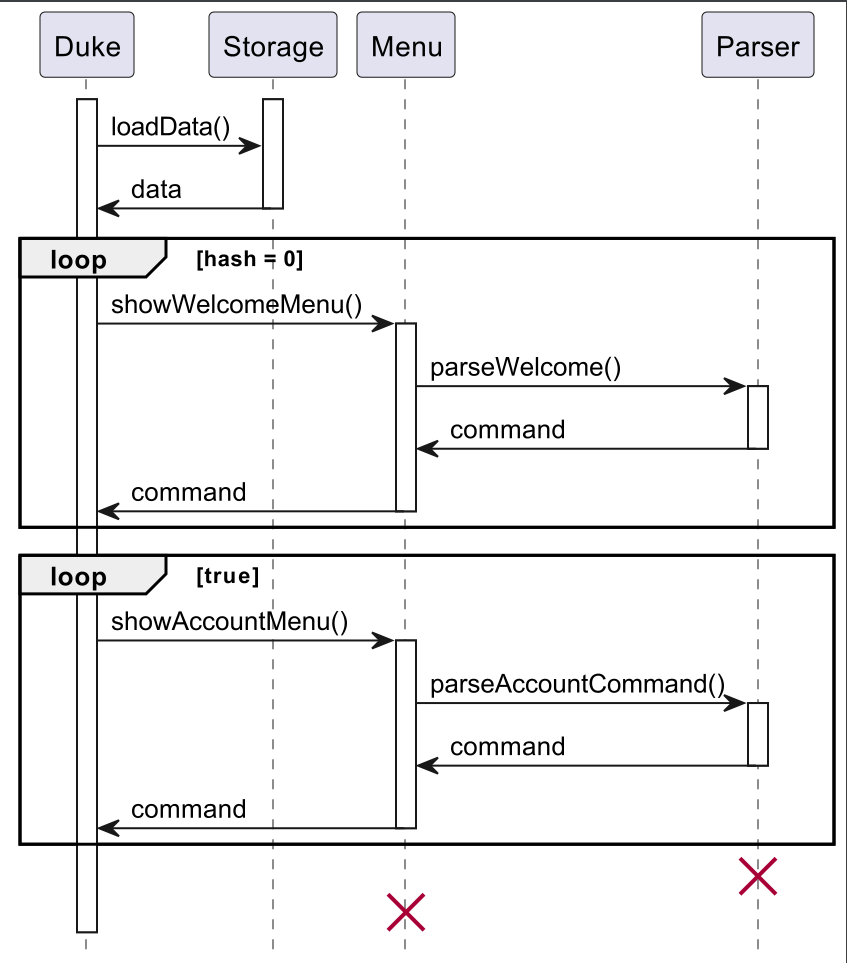 Duke
Storage
Menu
Parser
loadData()
data
loop
[hash = 0]
showWelcomeMenu()
parseWelcome()
command
command
loop
[true]
showAccountMenu()
parseAccountCommand()
command
command